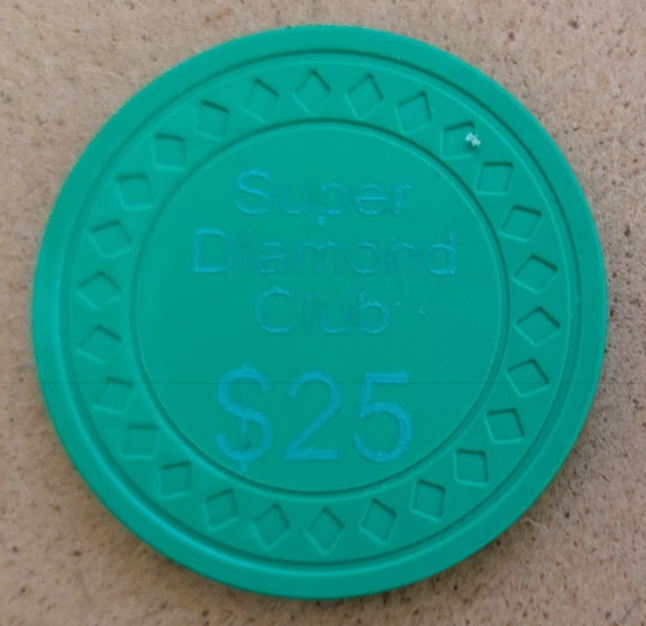 Super
Diamond
Club
$25